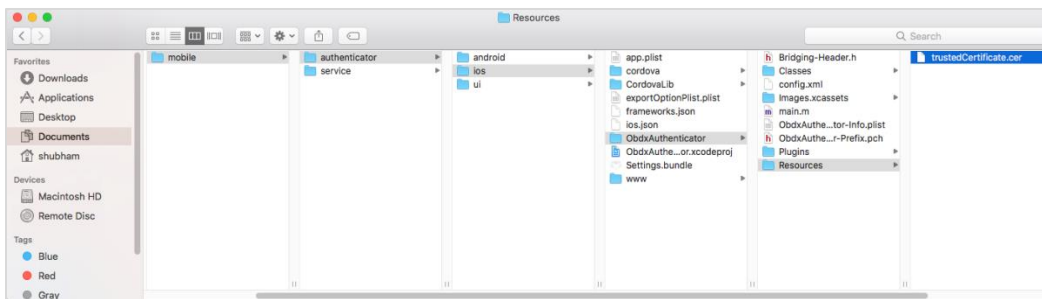 Resources
Search
Favorites
Downloads
Applications
Desktop
Documents
shubham
Devices
Macintosh HD
Remote Disc
Tags
Blue
Red
Gray
mobile
authenticator
service
android
ios
ui
app.plist
cordova
CordovaLib
exportOptionPlist.plist
frameworks.json
ios.json
ObdxAuthenticator
ObdxAuthe...or.xcodeproj
Settings.bundle
www
Bridging-Header.h
Classes
config.xml
Images.xcassets
main.m
ObdxAuthe...tor-Info.plist
ObdxAuthe...r-Prefix.pch
Plugins
Resources
trustedCertificate.cer